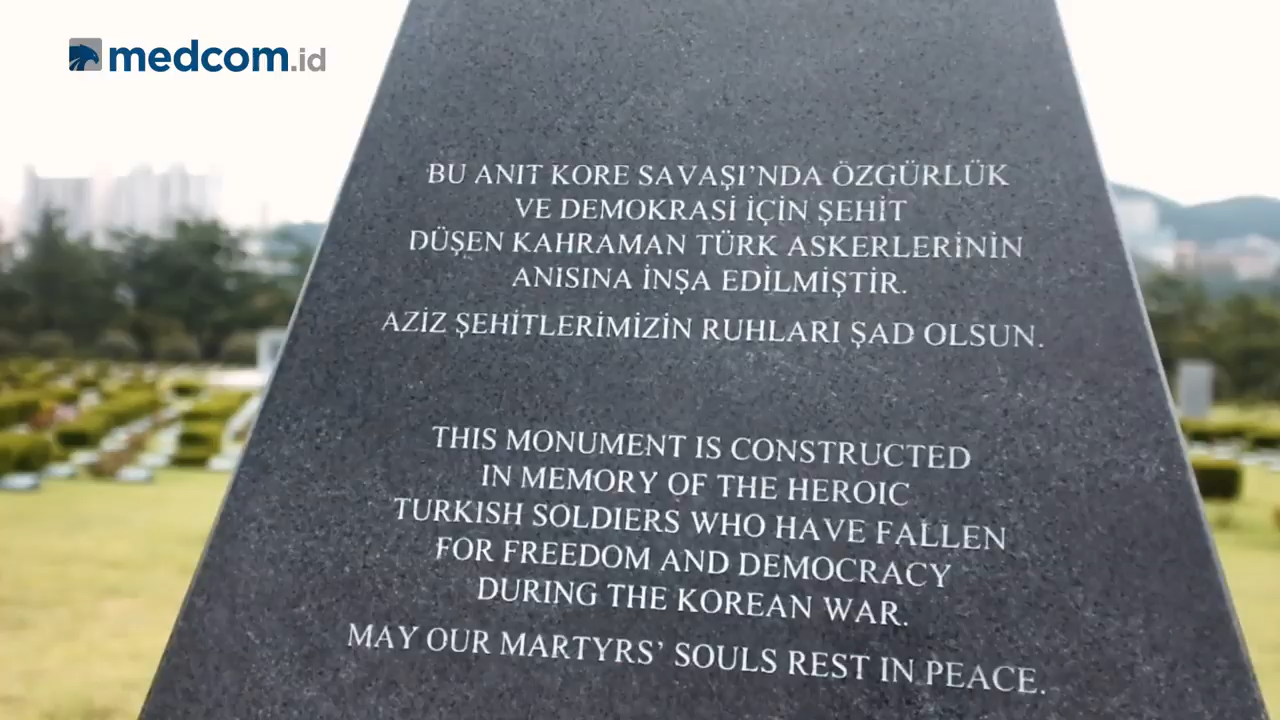 medcom.id
BU ANIT KORE SAVAŞI'NDA ÖZGÜRLÜK
VE DEMOKRASİ İÇİN ŞEHİT
DÜŞEN KAHRAMAN TÜRK ASKERLERİNİN
ANISINA İNŞA EDİLMİŞTİR.
AZİZ ŞEHİTLERİMİZİN RUHLARI ŞAD OLSUN.
THIS MONUMENT IS CONSTRUCTED
IN MEMORY OF THE HEROIC
TURKISH SOLDIERS WHO HAVE FALLEN
FOR FREEDOM AND DEMOCRACY
DURING THE KOREAN WAR.
MAY OUR MARTYRS' SOULS REST IN PEACE.